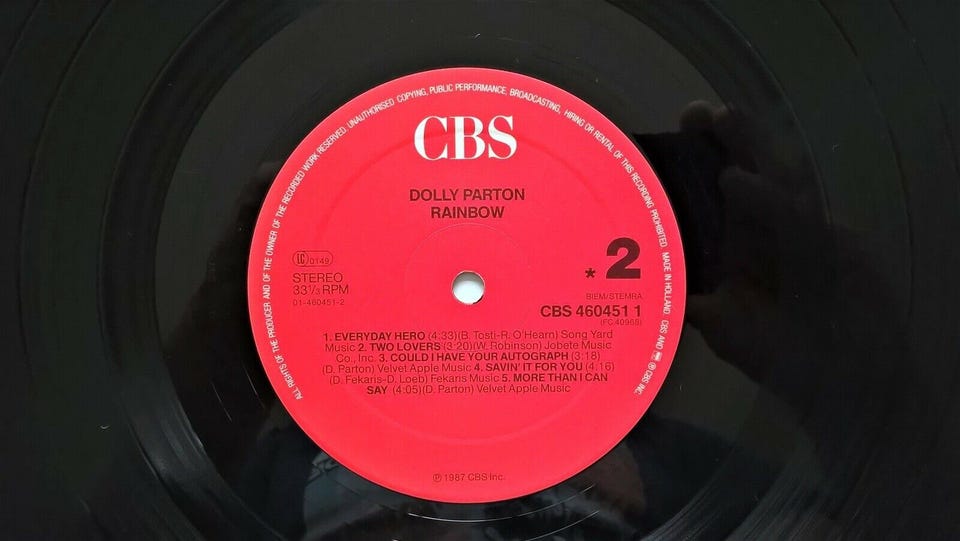 ALL RIGHTS OF THE PRODUCER AND OF THE OWNER OF THE RECORDED WORK RESERVED. UNAUTHORISED COPYING, PUBLIC PERFORMANCE, BROADCASTING, HIRING OR RENTAL OF THIS RECORDING PROHIBITED. MADE IN HOLLAND. CBS AND ℗ CBS INC.
CBS
DOLLY PARTON
RAINBOW
LC 0149
STEREO
33 1/3 RPM
01-460451-2
* 2
BIEM/STEMRA
CBS 460451 1
(FC 40968)
1. EVERYDAY HERO (4:33)(B. Tosti-R. O'Hearn) Song Yard
Music 2. TWO LOVERS (3:20)(W. Robinson) Jobete Music
Co., Inc. 3. COULD I HAVE YOUR AUTOGRAPH (3:18)
(D. Parton) Velvet Apple Music 4. SAVIN' IT FOR YOU (4:16)
(D. Fekaris-D. Loeb) Fekaris Music 5. MORE THAN I CAN
SAY (4:05)(D. Parton) Velvet Apple Music
℗ 1987 CBS Inc.